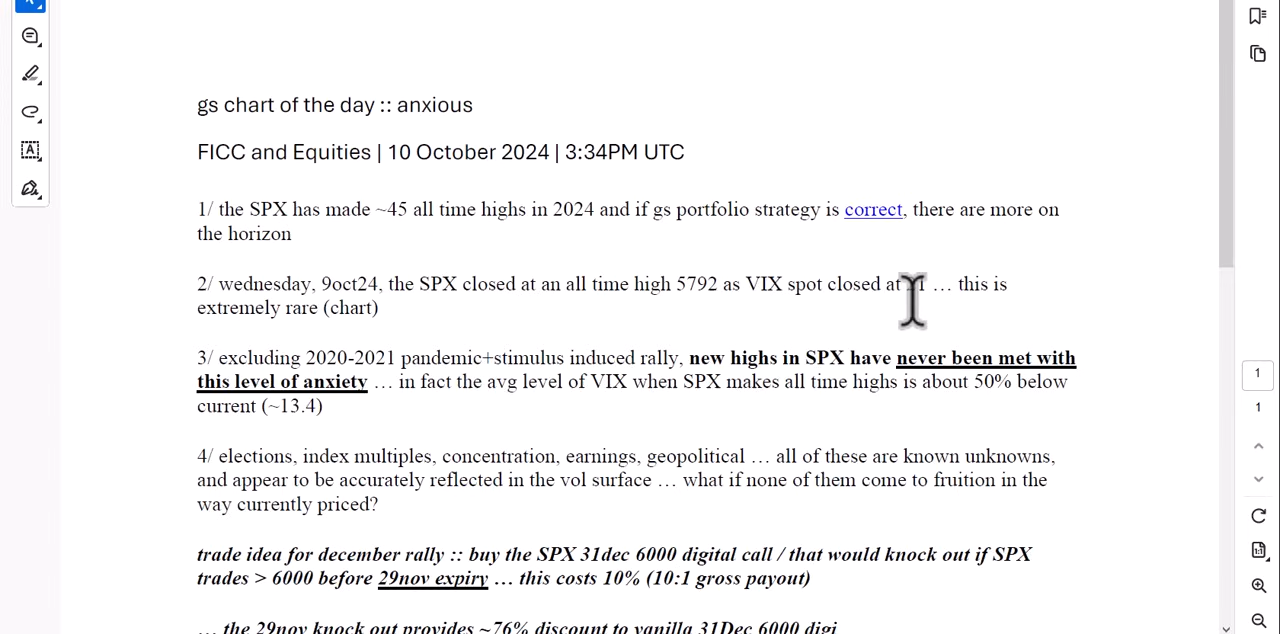 gs chart of the day :: anxious
FICC and Equities | 10 October 2024 | 3:34PM UTC
1/ the SPX has made ~45 all time highs in 2024 and if gs portfolio strategy is correct, there are more on
the horizon
2/ wednesday, 9oct24, the SPX closed at an all time high 5792 as VIX spot closed at … this is
extremely rare (chart)
3/ excluding 2020-2021 pandemic+stimulus induced rally, new highs in SPX have never been met with
this level of anxiety … in fact the avg level of VIX when SPX makes all time highs is about 50% below
current (~13.4)
4/ elections, index multiples, concentration, earnings, geopolitical … all of these are known unknowns,
and appear to be accurately reflected in the vol surface … what if none of them come to fruition in the
way currently priced?
trade idea for december rally :: buy the SPX 31dec 6000 digital call / that would knock out if SPX
trades > 6000 before 29nov expiry … this costs 10% (10:1 gross payout)
… the 29nov knock out provides ~76% discount to vanilla 31Dec 6000 digi
1
1